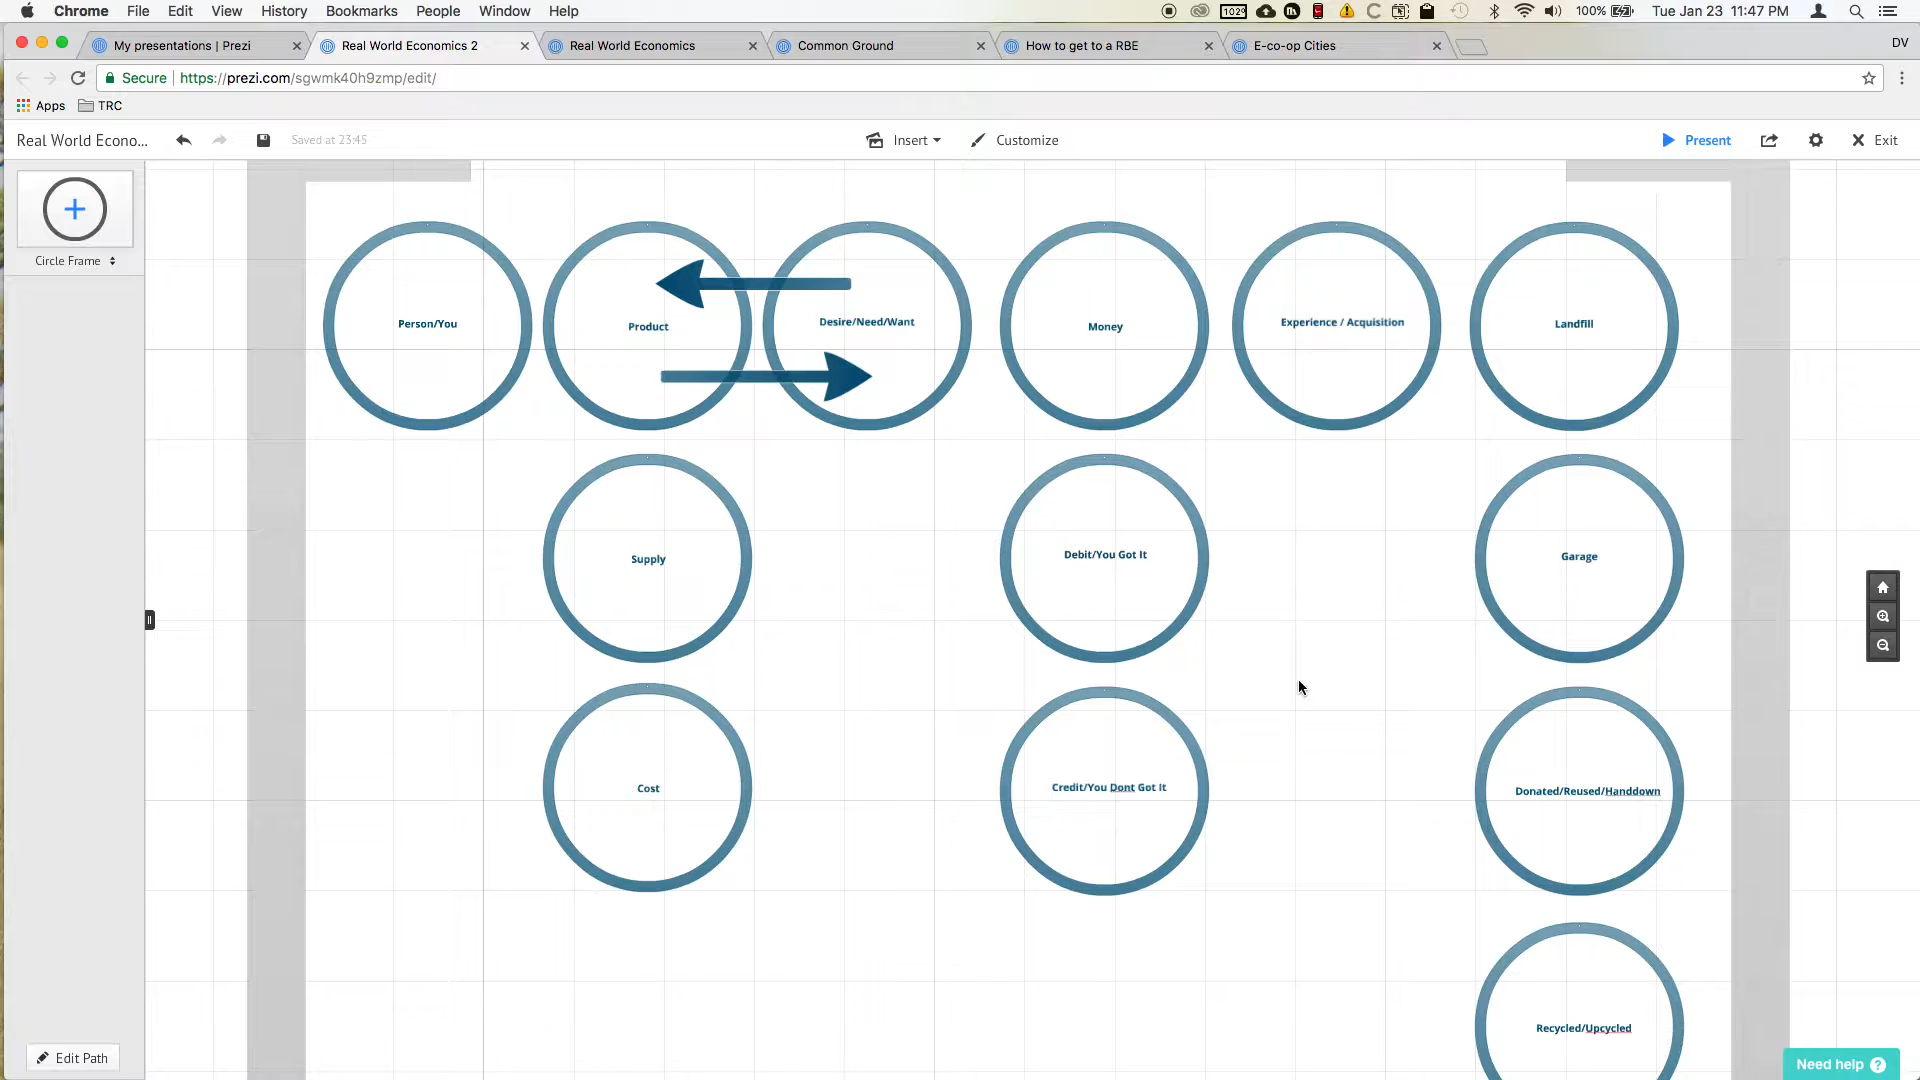 Chrome File Edit View History Bookmarks People Window Help
1029
100% Tue Jan 23 11:47 PM
My presentations | Prezi
Real World Economics 2
Real World Economics
Common Ground
How to get to a RBE
E-co-op Cities
DV
Secure https://prezi.com/sgwmk40h9zmp/edit/
Apps TRC
Real World Econo...
Saved at 23:45
Insert
Customize
Present
Exit
Circle Frame
Person/You
Product
Desire/Need/Want
Money
Experience / Acquisition
Landfill
Supply
Debit/You Got It
Garage
Cost
Credit/You Dont Got It
Donated/Reused/Handdown
Recycled/Upcycled
Edit Path
Need help ?